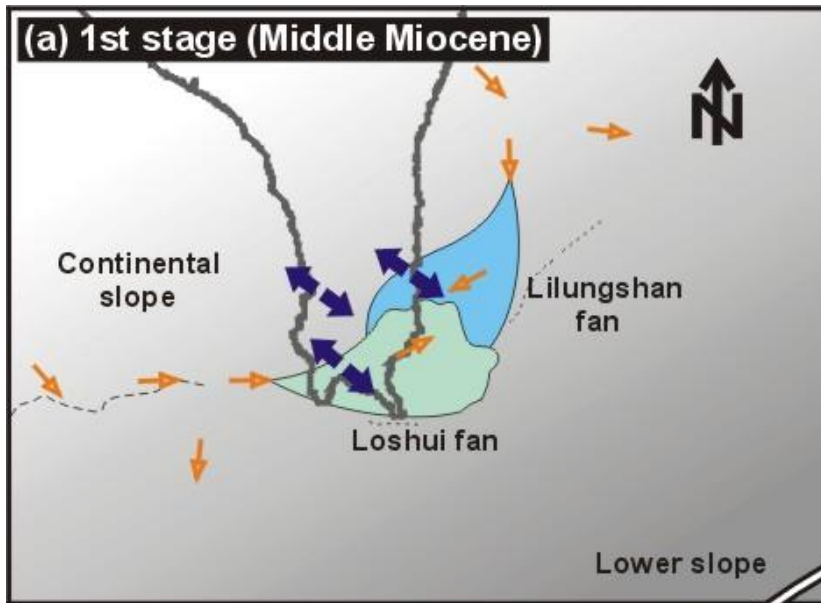 (a) 1st stage (Middle Miocene)
N
Continental
slope
Lilungshan
fan
Loshui fan
Lower slope